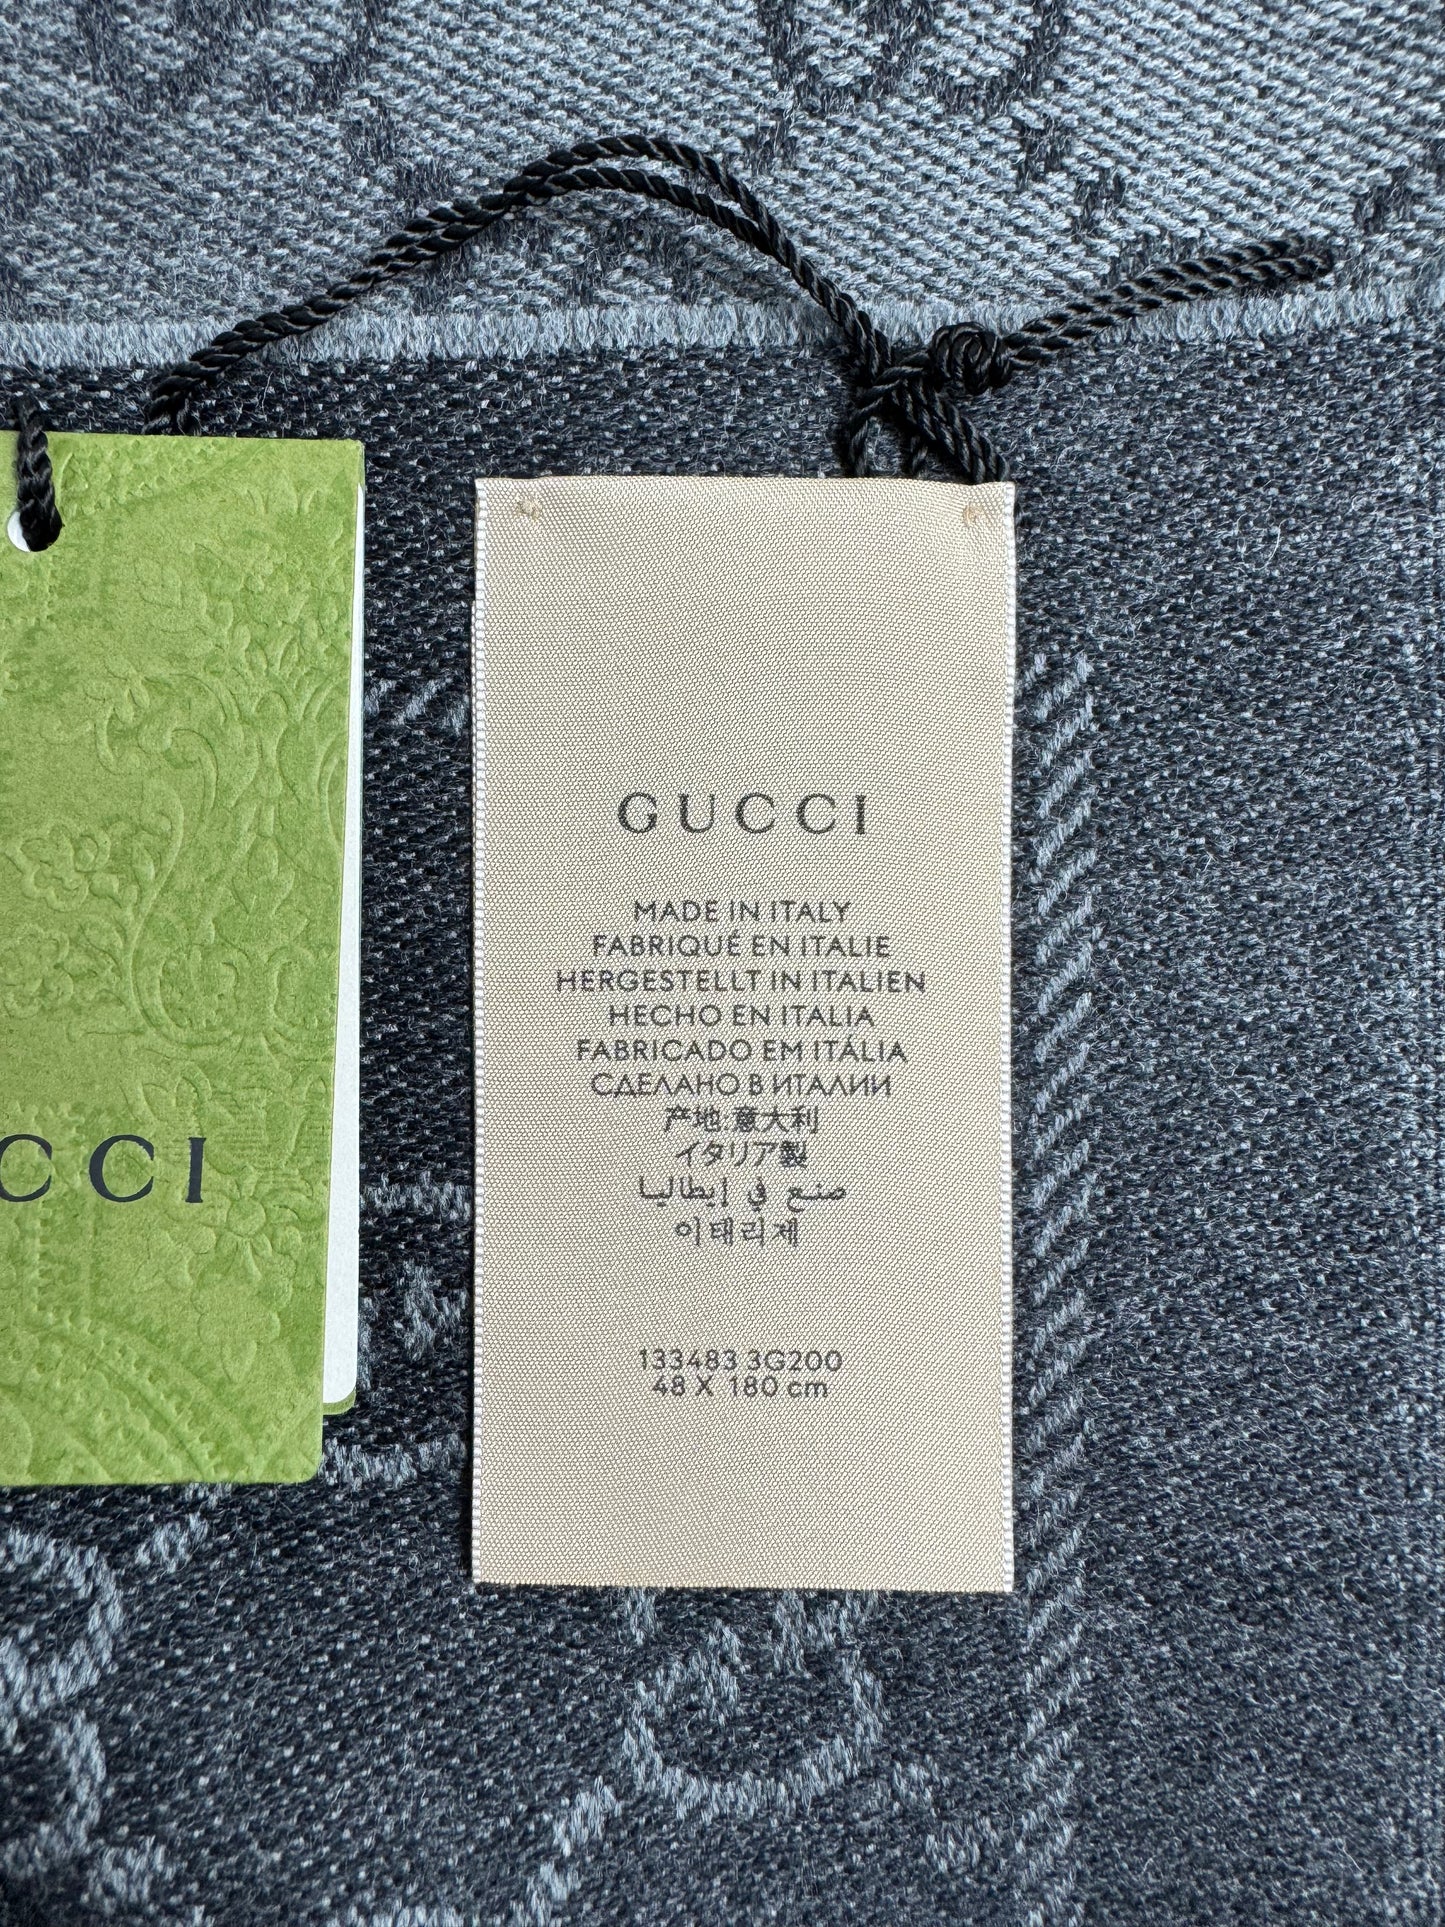 GUCCI
MADE IN ITALY
FABRIQUÉ EN ITALIE
HERGESTELLT IN ITALIEN
HECHO EN ITALIA
FABRICADO EM ITÁLIA
СДЕЛАНО В ИТАЛИИ
产地:意大利
イタリア製
صنع في إيطاليا
이태리제
133483 3G200
48 X 180 cm
CCI